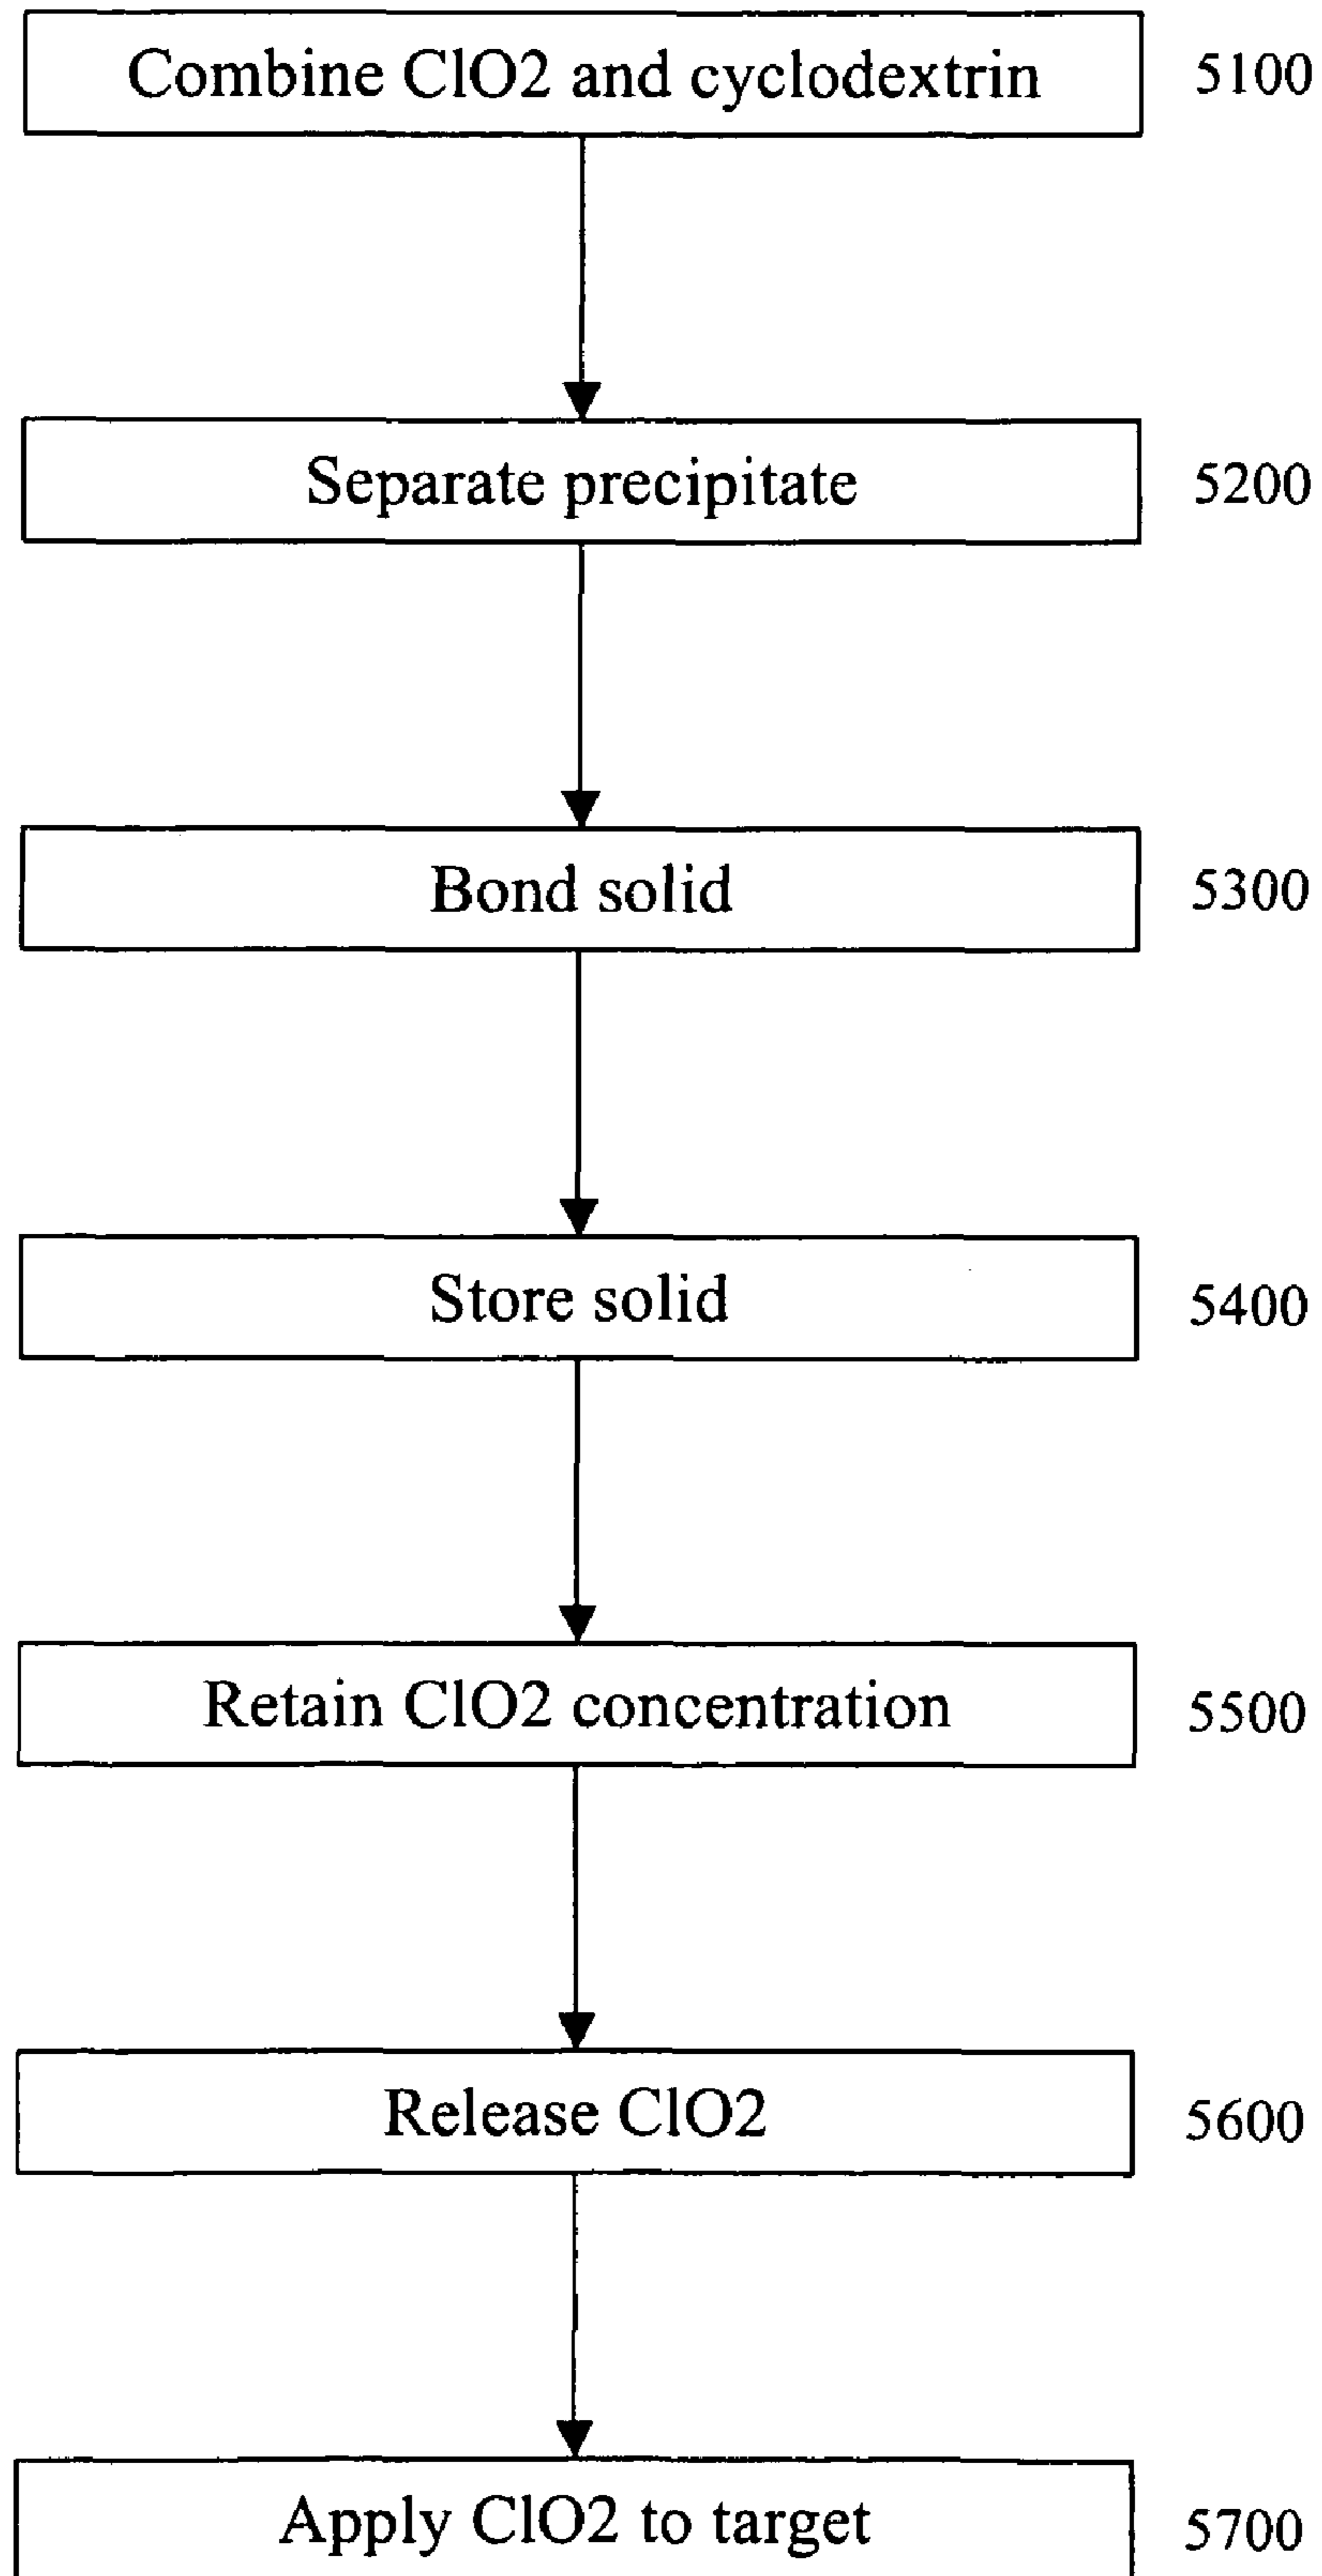 Combine ClO2 and cyclodextrin 5100
Separate precipitate 5200
Bond solid 5300
Store solid 5400
Retain ClO2 concentration 5500
Release ClO2 5600
Apply ClO2 to target 5700